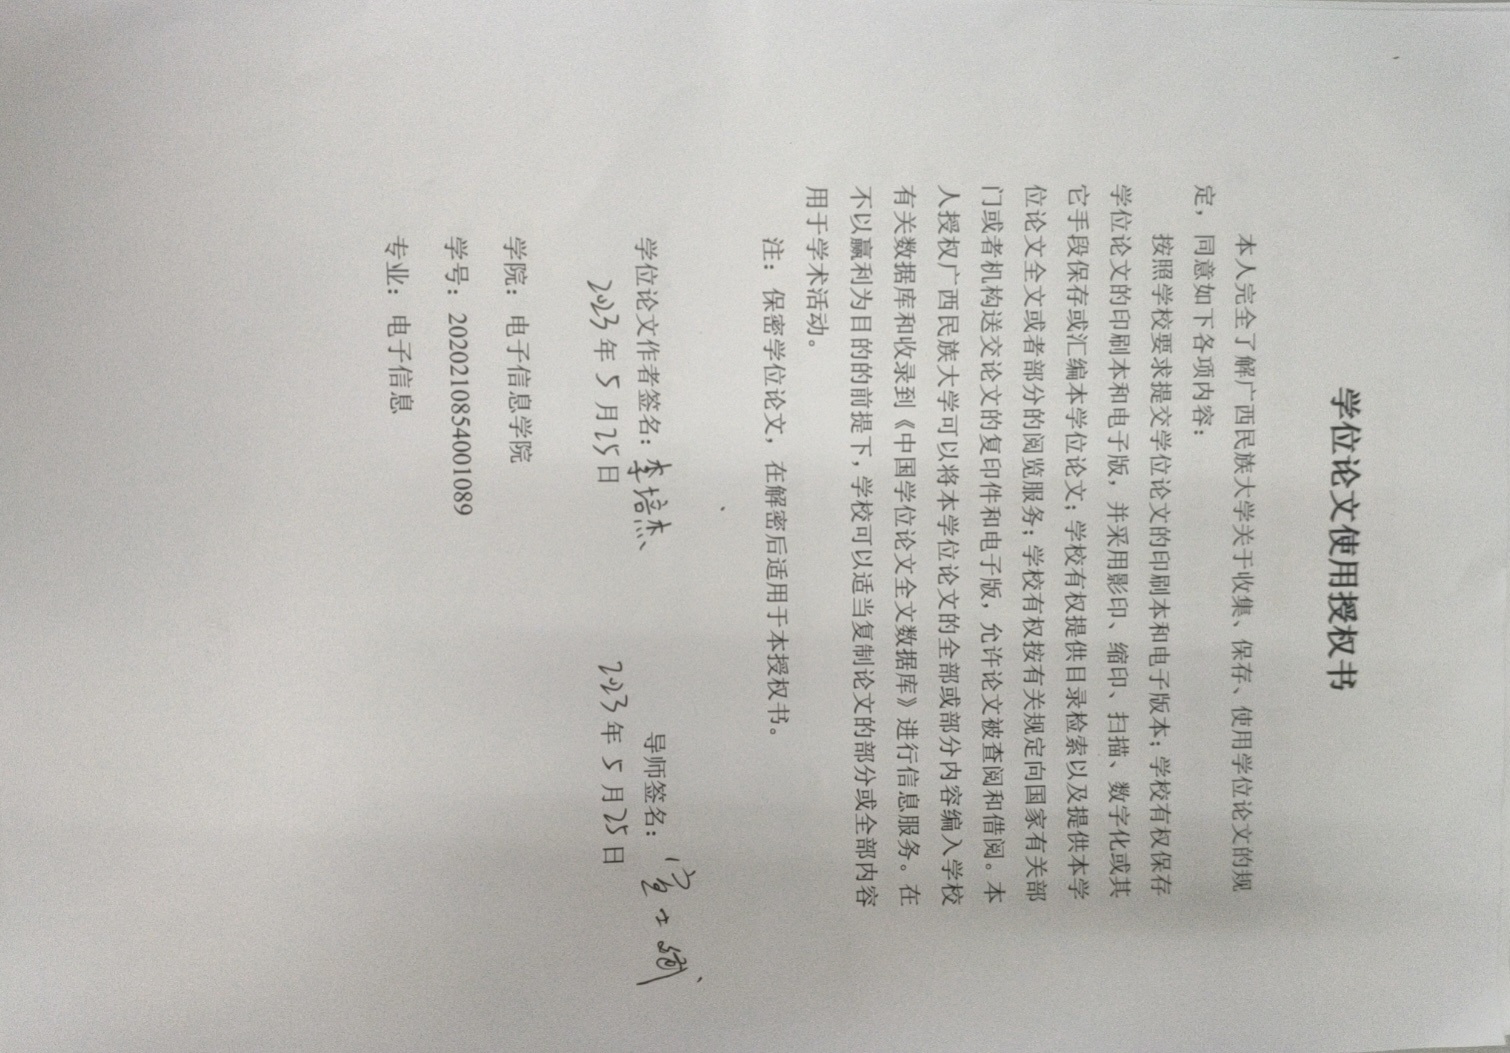 学位论文使用授权书
本人完全了解广西民族大学关于收集、保存、使用学位论文的规
定，同意如下各项内容：
按照学校要求提交学位论文的印刷本和电子版本；学校有权保存
学位论文的印刷本和电子版，并采用影印、缩印、扫描、数字化或其
它手段保存或汇编本学位论文；学校有权提供目录检索以及提供本学
位论文全文或者部分的阅览服务；学校有权按有关规定向国家有关部
门或者机构送交论文的复印件和电子版，允许论文被查阅和借阅。本
人授权广西民族大学可以将本学位论文的全部或部分内容编入学校
有关数据库和收录到《中国学位论文全文数据库》进行信息服务。在
不以赢利为目的的前提下，学校可以适当复制论文的部分或全部内容
用于学术活动。
注：保密学位论文，在解密后适用于本授权书。
学位论文作者签名：李培杰 导师签名：
2023年5月25日 2023年5月25日
学院：电子信息学院
学号：2020210854001089
专业：电子信息